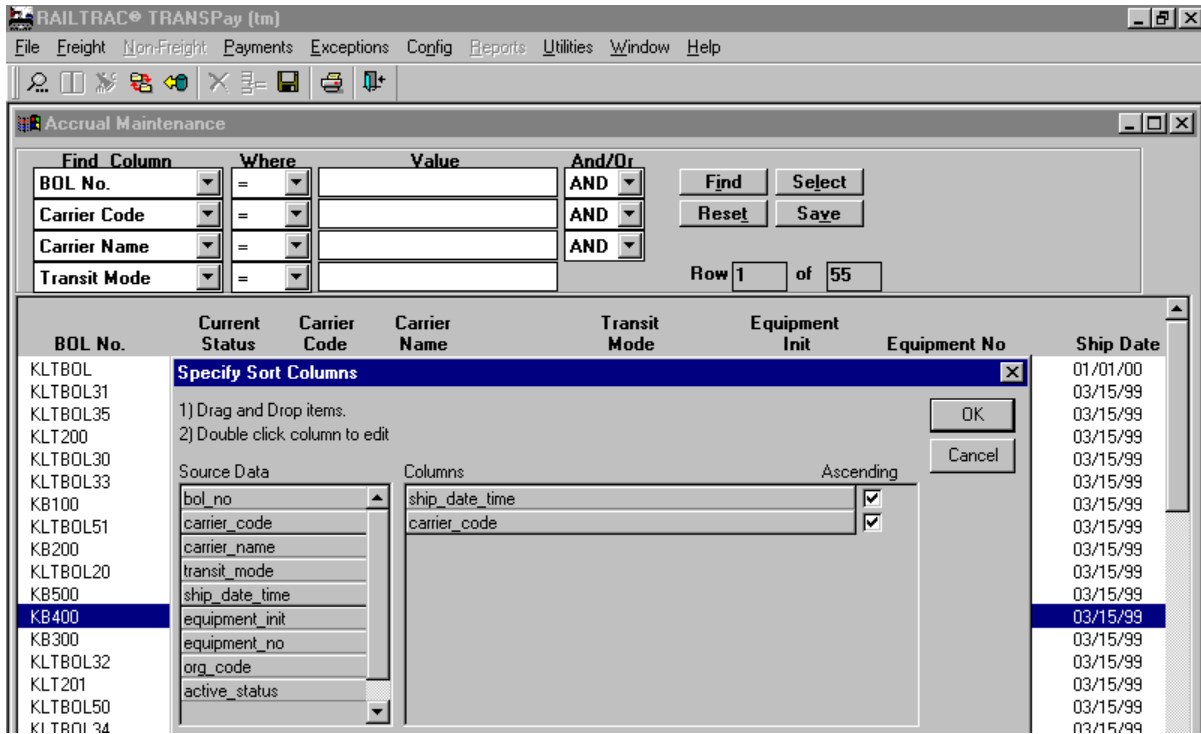 RAILTRAC® TRANSPay (tm)
File Freight Non-Freight Payments Exceptions Config Reports Utilities Window Help
Accrual Maintenance
Find Column Where Value And/Or
BOL No. = AND Find Select
Carrier Code = AND Reset Save
Carrier Name = AND
Transit Mode = Row 1 of 55
Current Carrier Carrier Transit Equipment
BOL No. Status Code Name Mode Init Equipment No Ship Date
KLTBOL 01/01/00
Specify Sort Columns
KLTBOL31 03/15/99
KLTBOL35 1) Drag and Drop items. OK 03/15/99
KLT200 2) Double click column to edit 03/15/99
KLTBOL30 Cancel 03/15/99
KLTBOL33 Source Data Columns Ascending 03/15/99
KB100 bol_no ship_date_time 03/15/99
KLTBOL51 carrier_code carrier_code 03/15/99
KB200 carrier_name 03/15/99
KLTBOL20 transit_mode 03/15/99
KB500 ship_date_time 03/15/99
KB400 equipment_init 03/15/99
KB300 equipment_no 03/15/99
KLTBOL32 org_code 03/15/99
KLT201 active_status 03/15/99
KLTBOL50 03/15/99
KLTBOL34 03/15/99